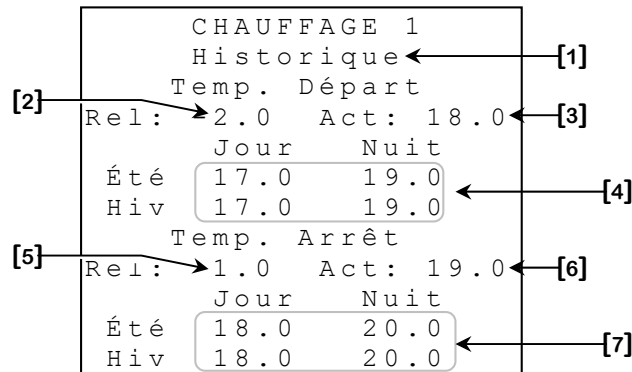 CHAUFFAGE 1
Historique [1]
Temp. Départ
[2] Rel: -2.0 Act: 18.0 [3]
Jour Nuit
Été 17.0 19.0 [4]
Hiv 17.0 19.0
Temp. Arrêt
[5] Rel: 1.0 Act: 19.0 [6]
Jour Nuit
Été 18.0 20.0 [7]
Hiv 18.0 20.0